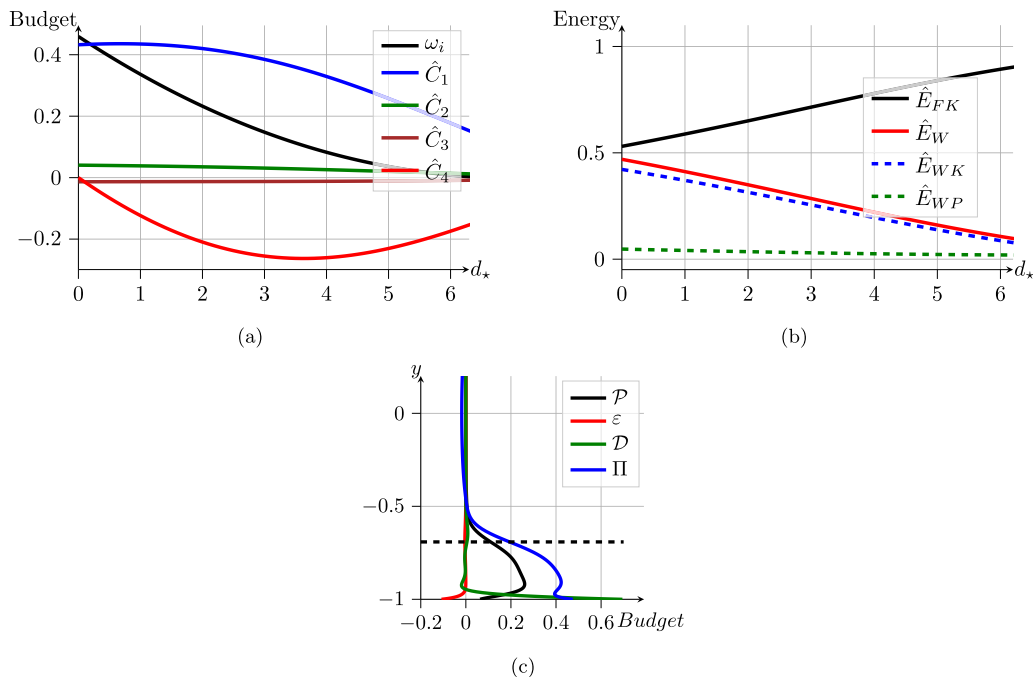 Budget
0.4
0.2
0
−0.2
0 1 2 3 4 5 6
d⋆
ω_i
Ĉ_1
Ĉ_2
Ĉ_3
Ĉ_4
(a)
Energy
1
0.5
0
0 1 2 3 4 5 6
d⋆
Ê_FK
Ê_W
Ê_WK
Ê_WP
(b)
y
0
−0.5
−1
−0.2 0 0.2 0.4 0.6 Budget
𝒫
ε
𝒟
Π
(c)